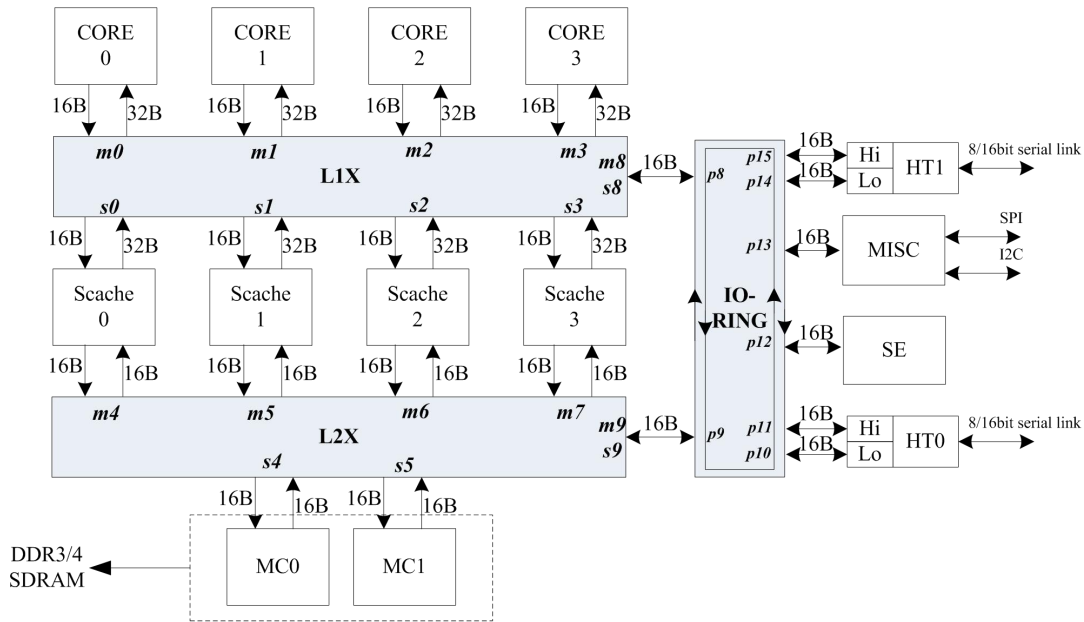 CORE
0
CORE
1
CORE
2
CORE
3
16B
32B
16B
32B
16B
32B
16B
32B
m0
m1
m2
m3
m8
L1X
s8
s0
s1
s2
s3
16B
16B
32B
16B
32B
16B
32B
16B
32B
Scache
0
Scache
1
Scache
2
Scache
3
16B
16B
16B
16B
16B
16B
16B
16B
m4
m5
m6
m7
m9
L2X
s9
s4
s5
16B
16B
16B
16B
16B
MC0
MC1
DDR3/4
SDRAM
p8
p9
IO-
RING
p15
p14
p13
p12
p11
p10
16B
16B
Hi
Lo
HT1
8/16bit serial link
16B
MISC
SPI
I2C
16B
SE
16B
16B
Hi
Lo
HT0
8/16bit serial link